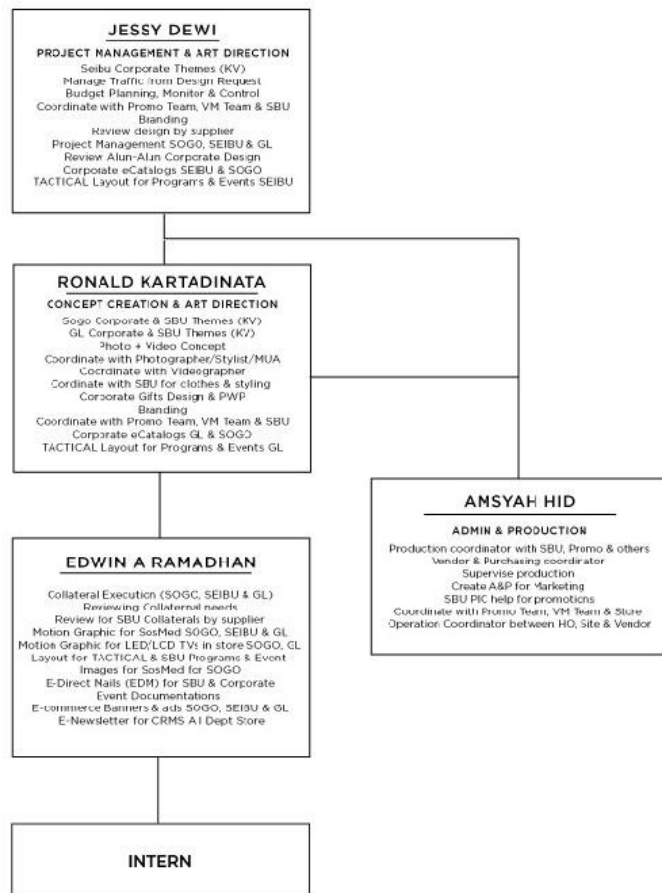 JESSY DEWI
PROJECT MANAGEMENT & ART DIRECTION
Seibu Corporate Themes (KV)
Manage Traffic from Design Request
Budget Planning, Monitor & Control
Coordinate with Promo Team, VM Team & SBU
Branding
Review design by supplier
Project Management SOGO, SEIBU & GL
Review Alun-Alun Corporate Design
Corporate eCatalogs SEIBU & SOGO
TACTICAL Layout for Programs & Events SEIBU
RONALD KARTADINATA
CONCEPT CREATION & ART DIRECTION
Sogo Corporate & SBU Themes (KV)
GL Corporate & SBU Themes (KV)
Photo + Video Concept
Coordinate with Photographer/Stylist/MUA
Coordinate with Videographer
Cordinate with SBU for clothes & styling
Corporate Gifts Design & PWP
Branding
Coordinate with Promo Team, VM Team & SBU
Corporate eCatalogs GL & SOGO
TACTICAL Layout for Programs & Events GL
AMSYAH HID
ADMIN & PRODUCTION
Production coordinator with SBU, Promo & others
Vendor & Purchasing coordinator
Supervise production
Create A&P for Marketing
SBU PIC help for promotions
Coordinate with Promo Team, VM Team & Store
Operation Coordinator between HO, Site & Vendor
EDWIN A RAMADHAN
Collateral Execution (SOGO, SEIBU & GL)
Reviewing Collateral needs
Review for SBU Collaterals by supplier
Motion Graphic for SosMed SOGO, SEIBU & GL
Motion Graphic for LED/LCD TVs in store SOGO, GL
Layout for TACTICAL & SBU Programs & Event
Images for SosMed for SOGO
E-Direct Mails (EDM) for SBU & Corporate
Event Documentations
E-commerce Banners & ads SOGO, SEIBU & GL
E-Newsletter for CRMS All Dept Store
INTERN